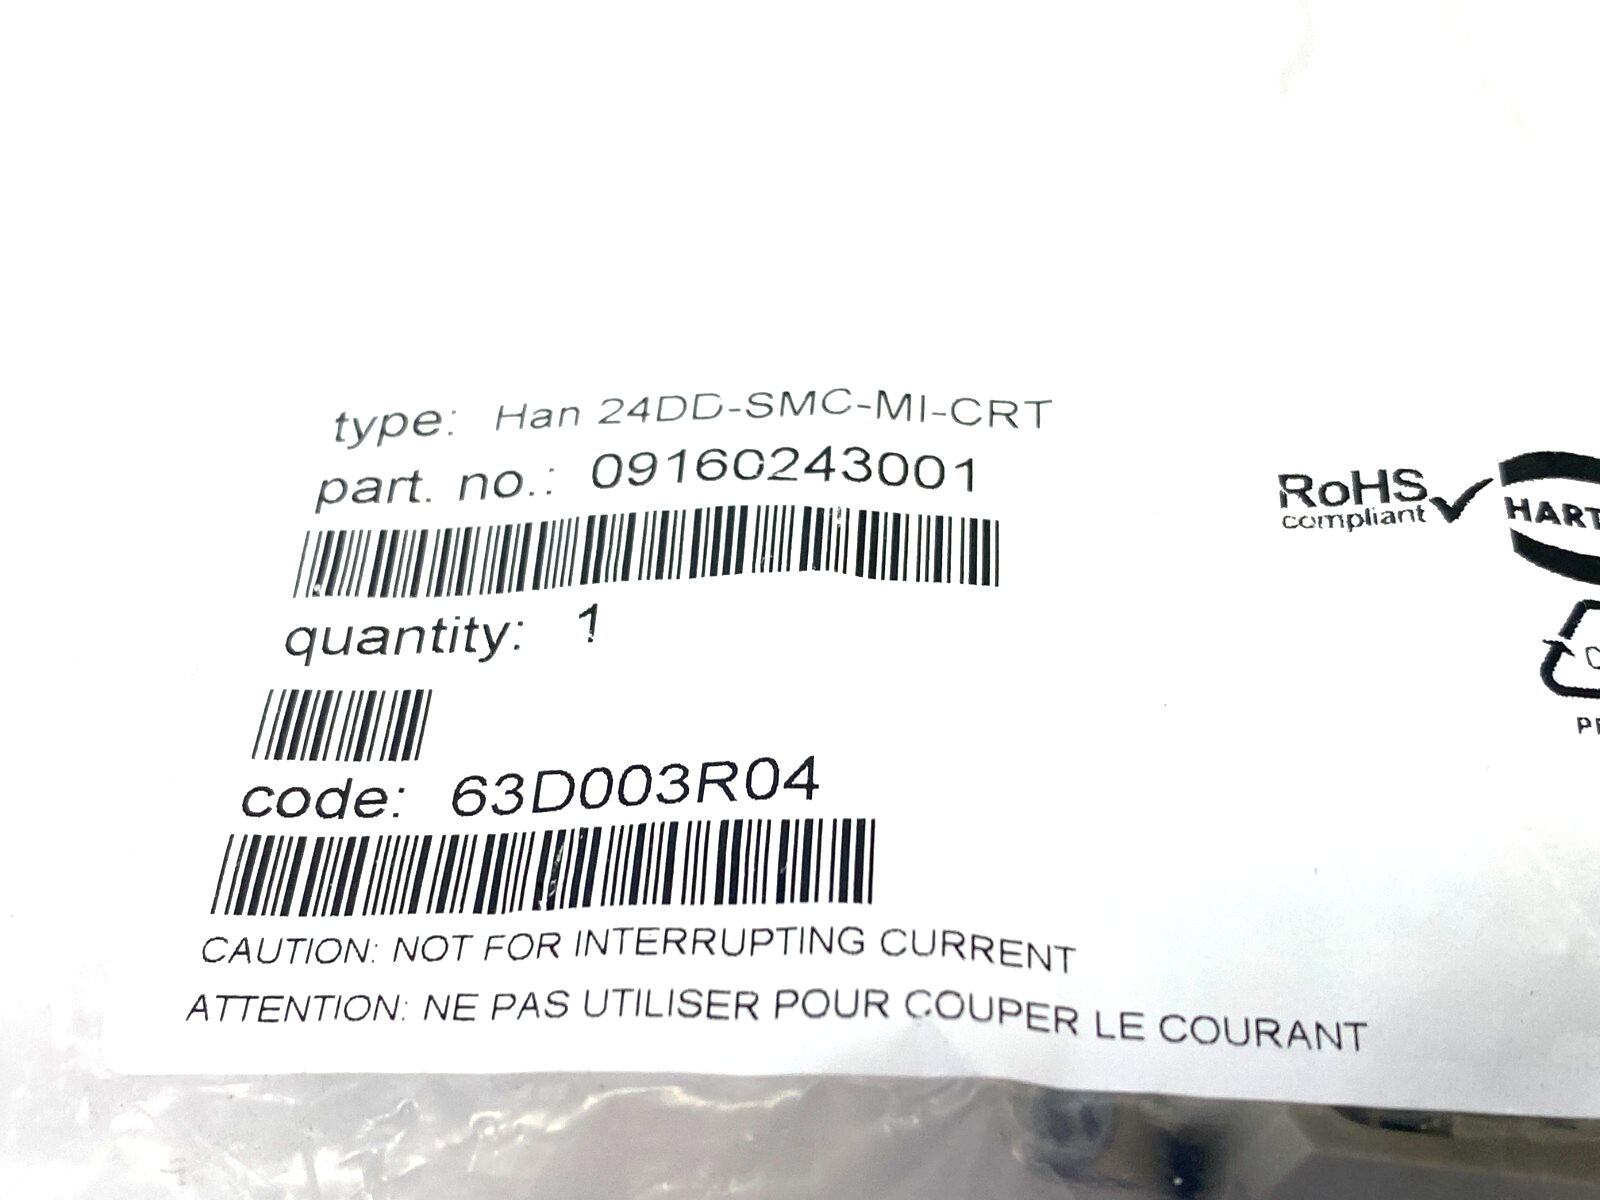 type: Han 24DD-SMC-MI-CRT
part. no.: 09160243001
quantity: 1
code: 63D003R04
CAUTION: NOT FOR INTERRUPTING CURRENT
ATTENTION: NE PAS UTILISER POUR COUPER LE COURANT
RoHS
compliant
HART